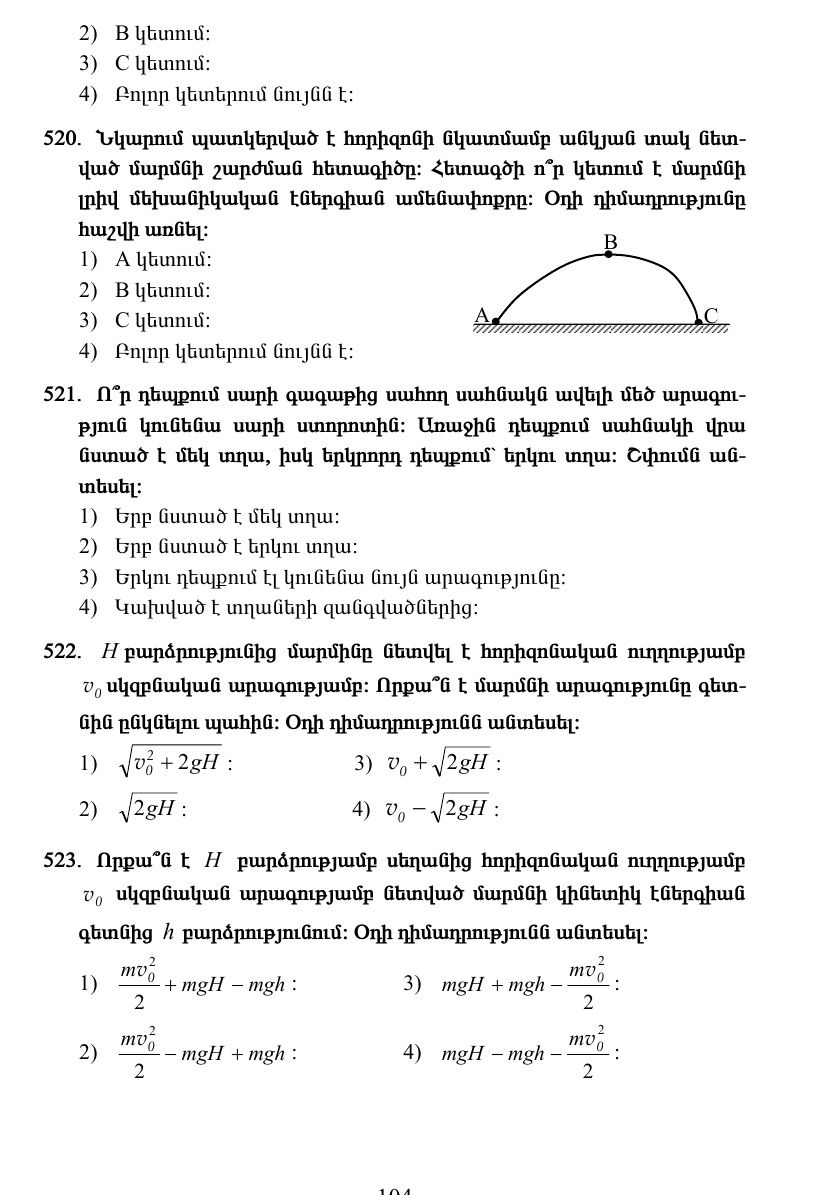 2) B կետում:
3) C կետում:
4) Բոլոր կետերում նույնն է:
520. Նկարում պատկերված է հորիզոնի նկատմամբ անկյան տակ նետ-
ված մարմնի շարժման հետագիծը: Հետագծի ո՞ր կետում է մարմնի
լրիվ մեխանիկական էներգիան ամենափոքրը: Օդի դիմադրությունը
հաշվի առնել:
1) A կետում:
2) B կետում:
3) C կետում:
4) Բոլոր կետերում նույնն է:
B
A
C
521. Ո՞ր դեպքում սարի գագաթից սահող սահնակն ավելի մեծ արագու-
թյուն կունենա սարի ստորոտին: Առաջին դեպքում սահնակի վրա
նստած է մեկ տղա, իսկ երկրորդ դեպքում՝ երկու տղա: Շփումն ան-
տեսել:
1) Երբ նստած է մեկ տղա:
2) Երբ նստած է երկու տղա:
3) Երկու դեպքում էլ կունենա նույն արագությունը:
4) Կախված է տղաների զանգվածներից:
522. H բարձրությունից մարմինը նետվել է հորիզոնական ուղղությամբ
v₀ սկզբնական արագությամբ: Որքա՞ն է մարմնի արագությունը գետ-
նին ընկնելու պահին: Օդի դիմադրությունն անտեսել:
1) √(v₀² + 2gH) : 3) v₀ + √(2gH) :
2) √(2gH) : 4) v₀ − √(2gH) :
523. Որքա՞ն է H բարձրությամբ սեղանից հորիզոնական ուղղությամբ
v₀ սկզբնական արագությամբ նետված մարմնի կինետիկ էներգիան
գետնից h բարձրությունում: Օդի դիմադրությունն անտեսել:
1) mv₀²/2 + mgH − mgh : 3) mgH + mgh − mv₀²/2 :
2) mv₀²/2 − mgH + mgh : 4) mgH − mgh − mv₀²/2 :
104